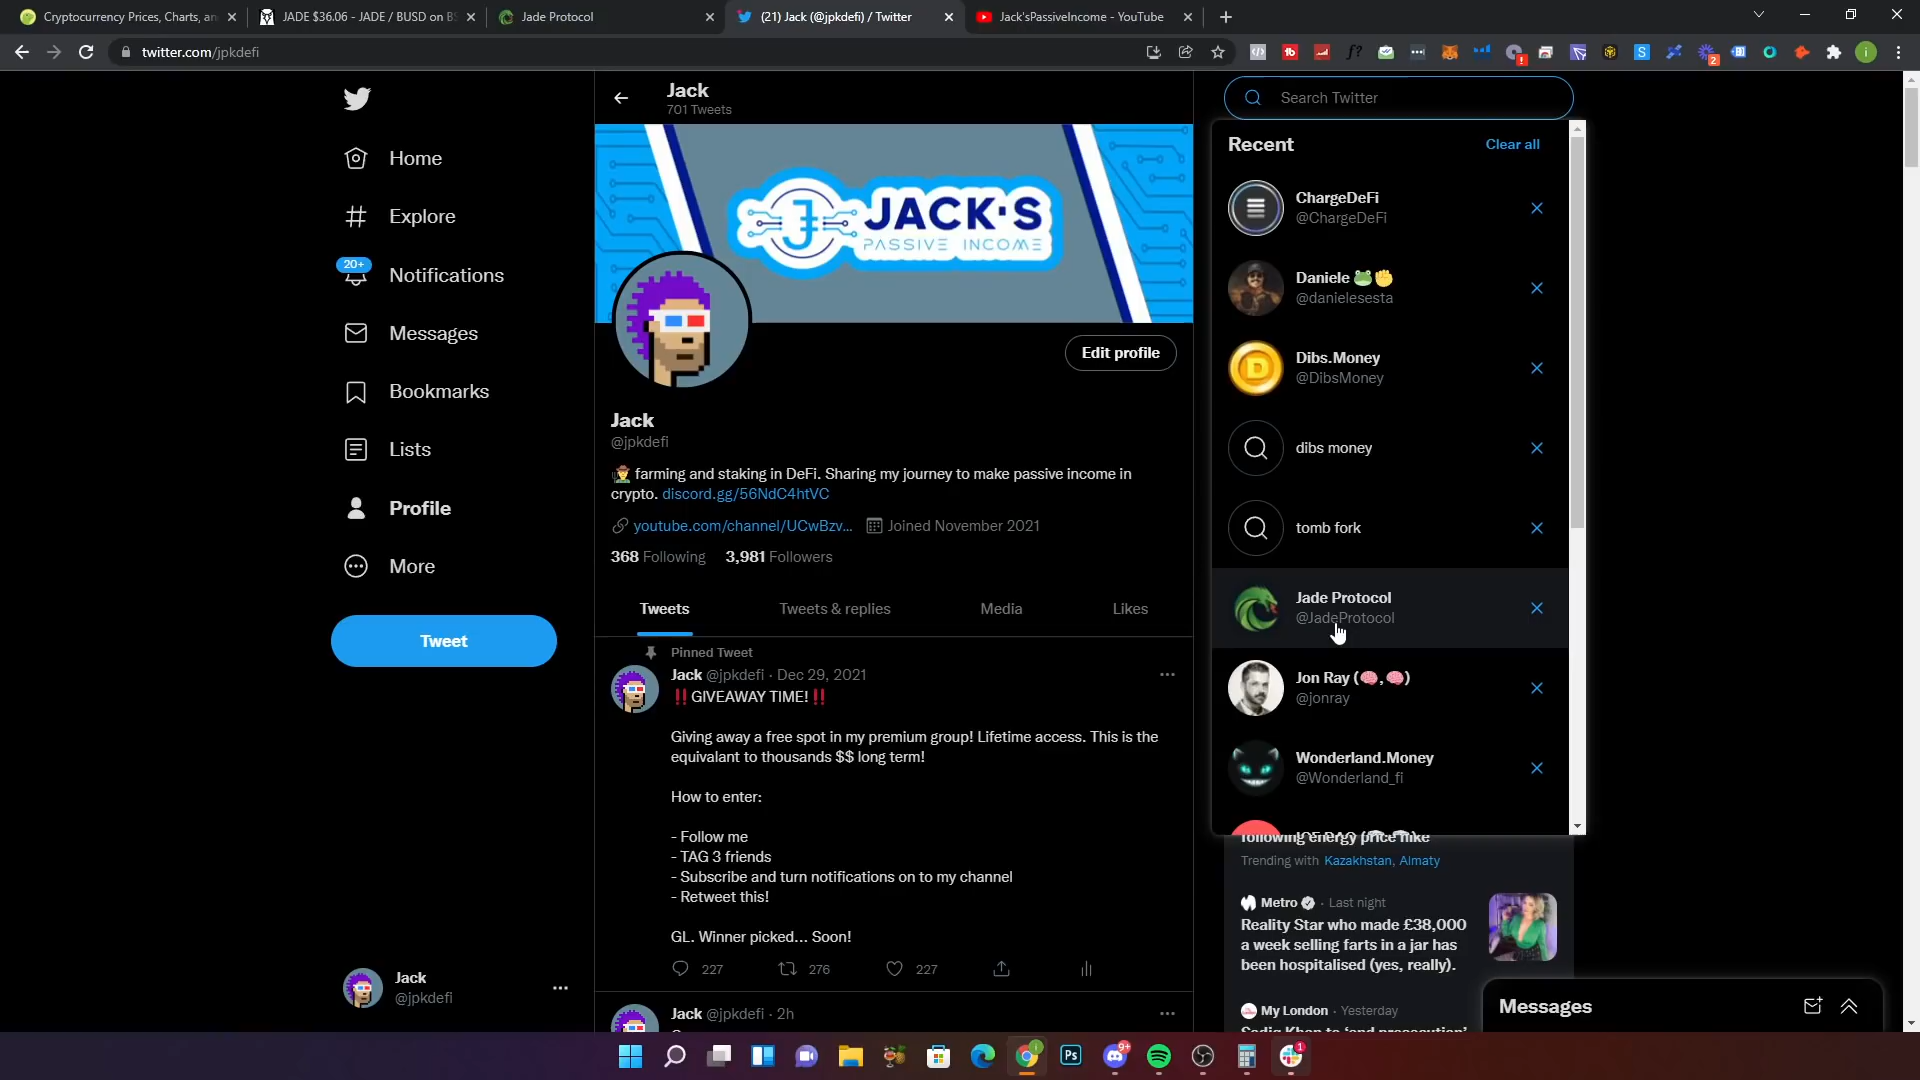 Cryptocurrency Prices, Charts, an
JADE $36.06 - JADE / BUSD on BS
Jade Protocol
(21) Jack (@jpkdefi) / Twitter
Jack'sPassiveIncome - YouTube
twitter.com/jpkdefi
Home
Explore
20+
Notifications
Messages
Bookmarks
Lists
Profile
More
Tweet
Jack
@jpkdefi
Jack
701 Tweets
JACK'S
PASSIVE INCOME
Edit profile
Jack
@jpkdefi
farming and staking in DeFi. Sharing my journey to make passive income in
crypto. discord.gg/56NdC4htVC
youtube.com/channel/UCwBzv... Joined November 2021
368 Following 3,981 Followers
Tweets Tweets & replies Media Likes
Pinned Tweet
Jack @jpkdefi · Dec 29, 2021
‼️GIVEAWAY TIME!‼️
Giving away a free spot in my premium group! Lifetime access. This is the
equivalant to thousands $$ long term!
How to enter:
- Follow me
- TAG 3 friends
- Subscribe and turn notifications on to my channel
- Retweet this!
GL. Winner picked... Soon!
227 276 227
Jack @jpkdefi · 2h
Search Twitter
Recent Clear all
ChargeDeFi
@ChargeDeFi
Daniele 🐸✊
@danielesesta
Dibs.Money
@DibsMoney
dibs money
tomb fork
Jade Protocol
@JadeProtocol
Jon Ray (🧠,🧠)
@jonray
Wonderland.Money
@Wonderland_fi
following energy price hike
Trending with Kazakhstan, Almaty
Metro · Last night
Reality Star who made £38,000
a week selling farts in a jar has
been hospitalised (yes, really).
My London · Yesterday
Messages